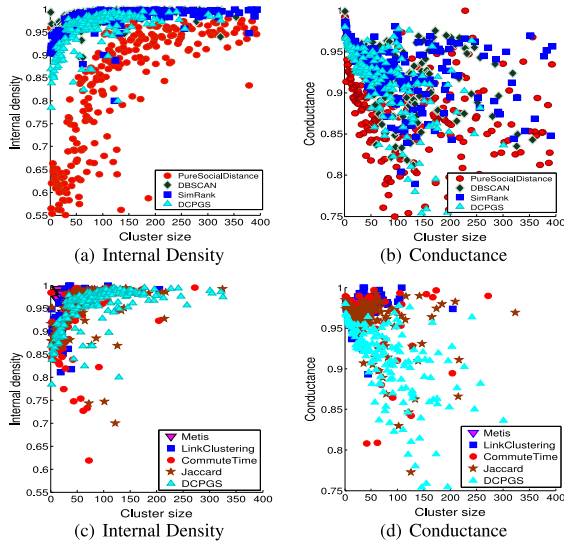 1
0.95
0.9
0.85
0.8
0.75
0.7
0.65
0.6
0.55
Internal density
0 50 100 150 200 250 300 350 400
Cluster size
PureSocialDistance
DBSCAN
SimRank
DCPGS
(a) Internal Density
1
0.95
0.9
0.85
0.8
0.75
Conductance
0 50 100 150 200 250 300 350 400
Cluster size
PureSocialDistance
DBSCAN
SimRank
DCPGS
(b) Conductance
1
0.95
0.9
0.85
0.8
0.75
0.7
0.65
0.6
0.55
Internal density
0 50 100 150 200 250 300 350 400
Cluster size
Metis
LinkClustering
CommuteTime
Jaccard
DCPGS
(c) Internal Density
1
0.95
0.9
0.85
0.8
0.75
Conductance
0 50 100 150 200 250 300 350 400
Cluster size
Metis
LinkClustering
CommuteTime
Jaccard
DCPGS
(d) Conductance